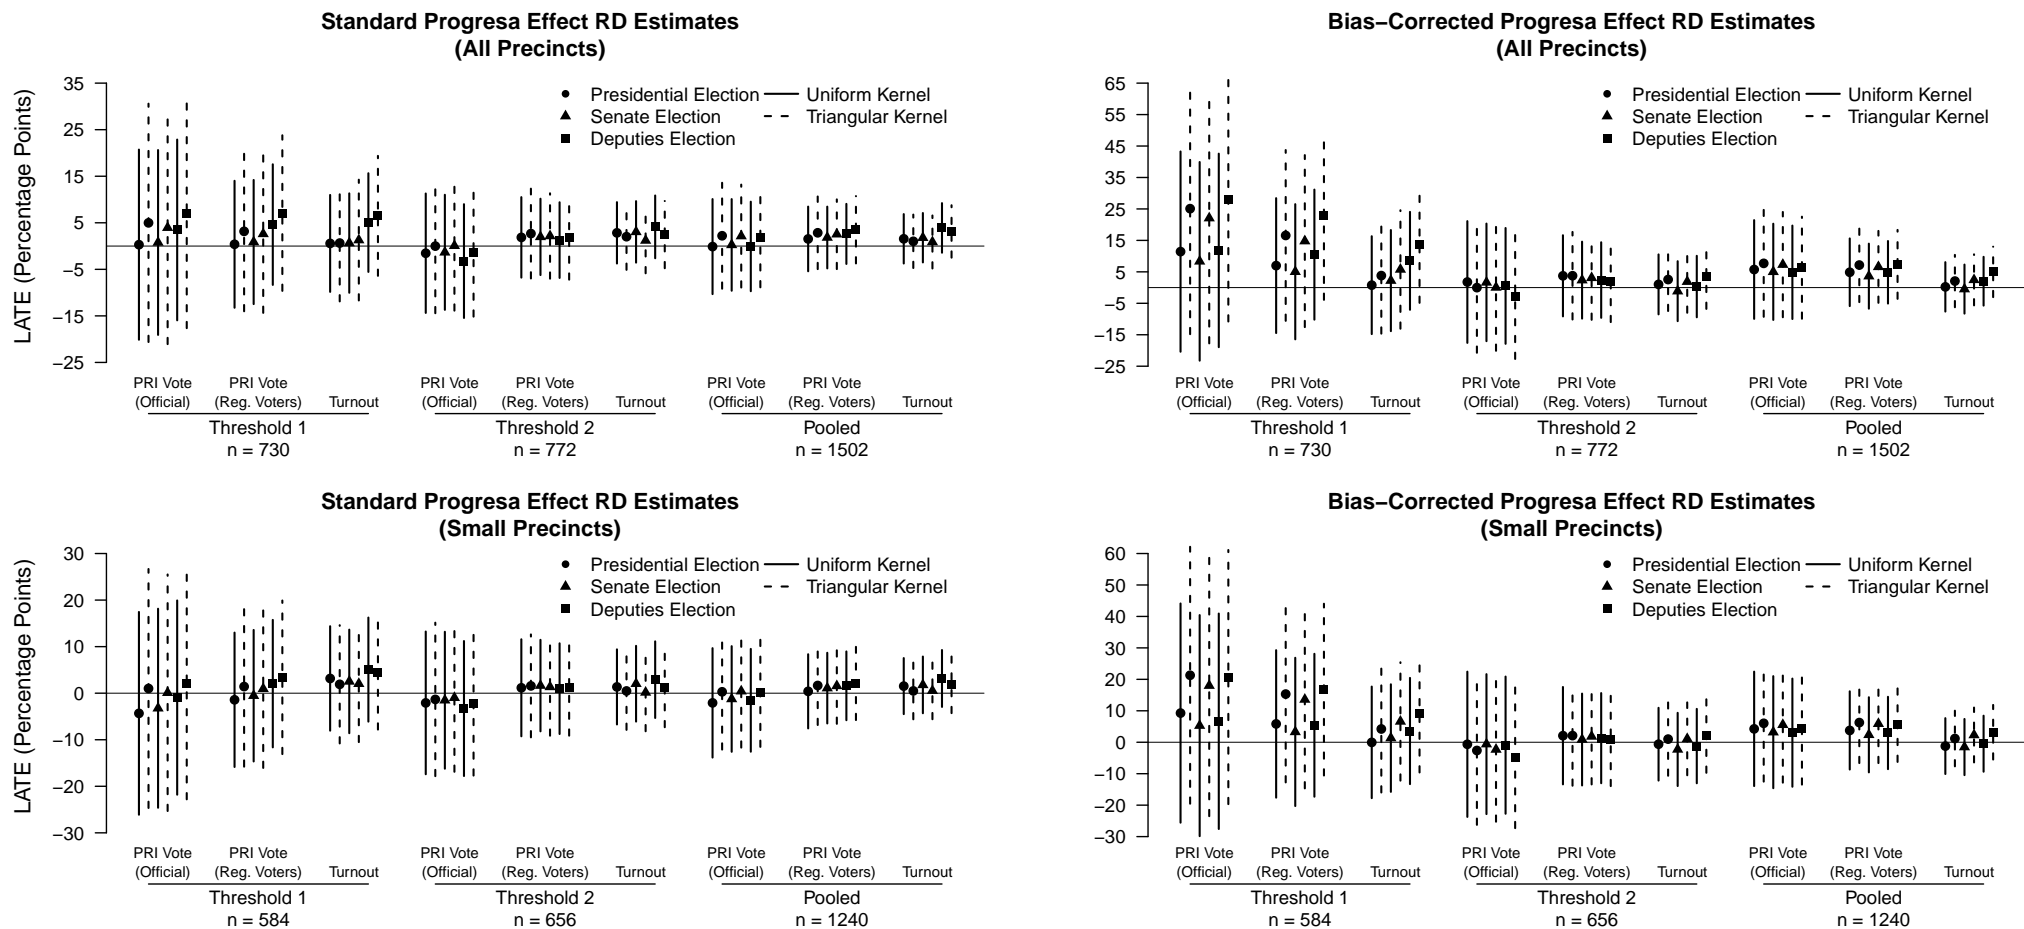 Standard Progresa Effect RD Estimates
(All Precincts)
LATE (Percentage Points)
35
25
15
5
−5
−15
−25
Presidential Election
Senate Election
Deputies Election
Uniform Kernel
Triangular Kernel
PRI Vote
(Official)
PRI Vote
(Reg. Voters)
Turnout
PRI Vote
(Official)
PRI Vote
(Reg. Voters)
Turnout
PRI Vote
(Official)
PRI Vote
(Reg. Voters)
Turnout
Threshold 1
n = 730
Threshold 2
n = 772
Pooled
n = 1502
Bias−Corrected Progresa Effect RD Estimates
(All Precincts)
65
55
45
35
25
15
5
−5
−15
−25
Presidential Election
Senate Election
Deputies Election
Uniform Kernel
Triangular Kernel
PRI Vote
(Official)
PRI Vote
(Reg. Voters)
Turnout
PRI Vote
(Official)
PRI Vote
(Reg. Voters)
Turnout
PRI Vote
(Official)
PRI Vote
(Reg. Voters)
Turnout
Threshold 1
n = 730
Threshold 2
n = 772
Pooled
n = 1502
Standard Progresa Effect RD Estimates
(Small Precincts)
LATE (Percentage Points)
30
20
10
0
−10
−20
−30
Presidential Election
Senate Election
Deputies Election
Uniform Kernel
Triangular Kernel
PRI Vote
(Official)
PRI Vote
(Reg. Voters)
Turnout
PRI Vote
(Official)
PRI Vote
(Reg. Voters)
Turnout
PRI Vote
(Official)
PRI Vote
(Reg. Voters)
Turnout
Threshold 1
n = 584
Threshold 2
n = 656
Pooled
n = 1240
Bias−Corrected Progresa Effect RD Estimates
(Small Precincts)
60
50
40
30
20
10
0
−10
−20
−30
Presidential Election
Senate Election
Deputies Election
Uniform Kernel
Triangular Kernel
PRI Vote
(Official)
PRI Vote
(Reg. Voters)
Turnout
PRI Vote
(Official)
PRI Vote
(Reg. Voters)
Turnout
PRI Vote
(Official)
PRI Vote
(Reg. Voters)
Turnout
Threshold 1
n = 584
Threshold 2
n = 656
Pooled
n = 1240